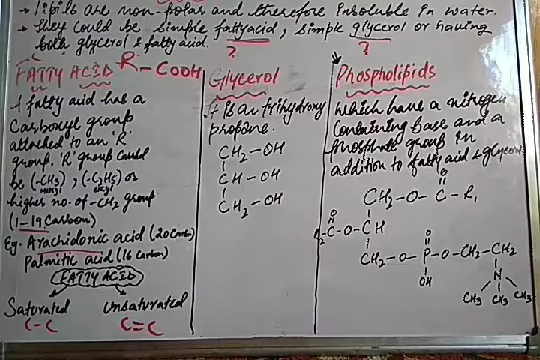 → lipids are non-polar and therefore insoluble in water.
→ They could be simple fattyacid, simple glycerol or having
both glycerol & fatty acid.
? ?
FATTY ACID R-COOH
A fatty acid has a
Carboxyl group
attached to an 'R'
group. 'R' group could
be (-CH3), (-C2H5) or
higher no. of -CH2 group
(1-19 Carbon)
Eg: Arachidonic acid (20 Carbon)
Palmitic acid (16 Carbon)
FATTY ACID
Saturated Unsaturated
C-C C=C
Glycerol
It is a trihydroxy
propane.
CH2-OH
CH-OH
CH2-OH
Phospholipids
Which have a nitrogen
containing base and a
Phosphate group in
addition to fatty acid & glycerol
O
CH2-O-C-R1
O
C-O-CH
O
CH2-O-P-O-CH2-CH2
OH N
CH3 CH3 CH3